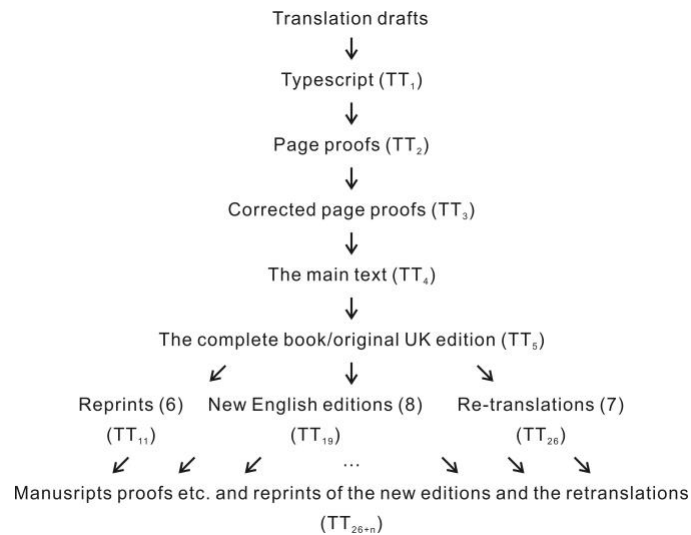 Translation drafts
Typescript (TT₁)
Page proofs (TT₂)
Corrected page proofs (TT₃)
The main text (TT₄)
The complete book/original UK edition (TT₅)
Reprints (6) New English editions (8) Re-translations (7)
(TT₁₁) (TT₁₉) (TT₂₆)
...
Manusripts proofs etc. and reprints of the new editions and the retranslations
(TT₂₆₊ₙ)